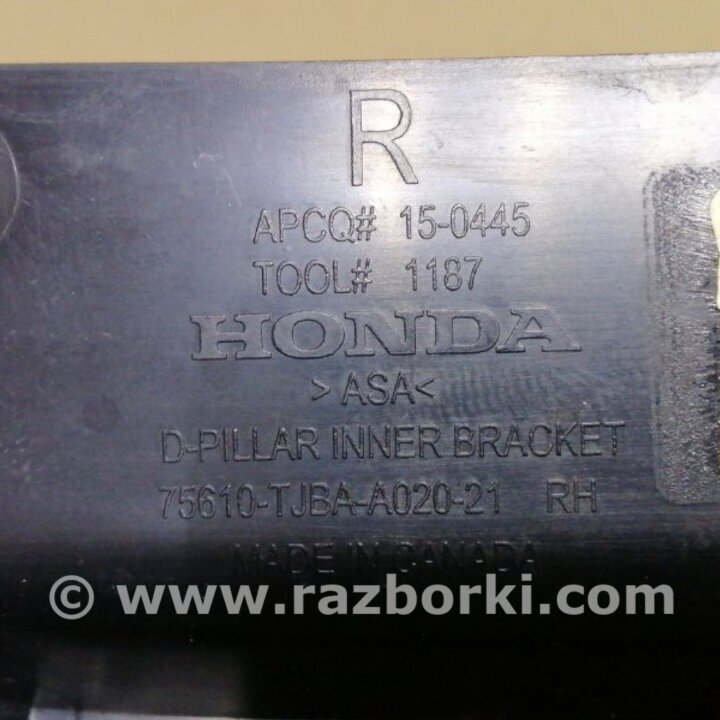 R
APCQ# 15-0445
TOOL# 1187
HONDA
>ASA<
D-PILLAR INNER BRACKET
75610-TJBA-A020-21 RH
MADE IN CANADA
© www.razborki.com